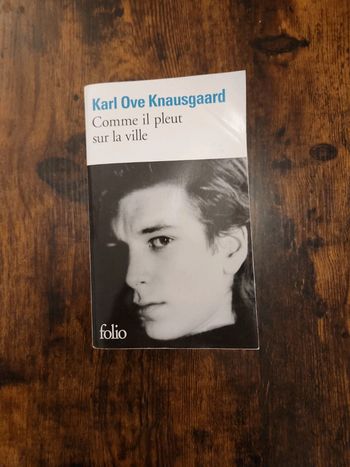 Karl Ove Knausgaard
Comme il pleut
sur la ville
folio